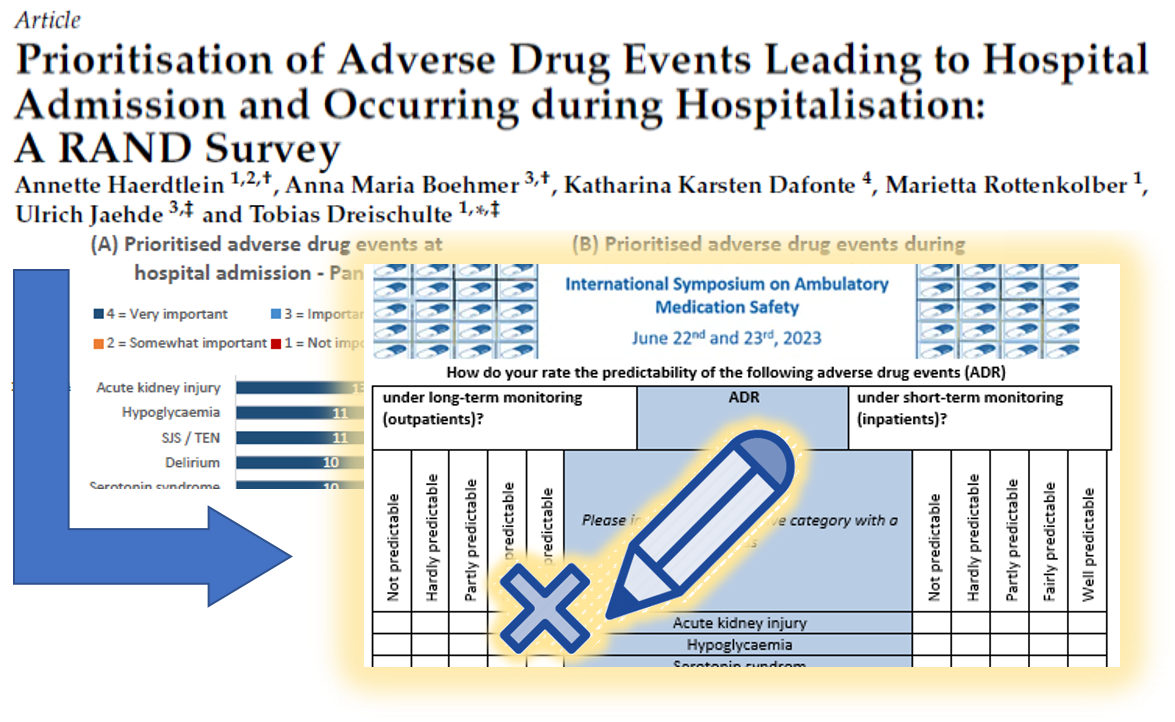 Article
Prioritisation of Adverse Drug Events Leading to Hospital
Admission and Occurring during Hospitalisation:
A RAND Survey
Annette Haerdtlein 1,2,†, Anna Maria Boehmer 3,†, Katharina Karsten Dafonte 4, Marietta Rottenkolber 1,
Ulrich Jaehde 3,‡ and Tobias Dreischulte 1,*,‡
(A) Prioritised adverse drug events at
hospital admission - Pan
4 = Very important
3 = Importan
2 = Somewhat important
1 = Not impo
Acute kidney injury
Hypoglycaemia 11
SJS / TEN 11
Delirium 10
Serotonin syndrome 10
(B) Prioritised adverse drug events during
International Symposium on Ambulatory
Medication Safety
June 22nd and 23rd, 2023
How do your rate the predictability of the following adverse drug events (ADR)
under long-term monitoring
(outpatients)?
ADR
under short-term monitoring
(inpatients)?
Not predictable
Hardly predictable
Partly predictable
predictable
predictable
Please in
ve category with a
s
Not predictable
Hardly predictable
Partly predictable
Fairly predictable
Well predictable
Acute kidney injury
Hypoglycaemia
Serotonin syndrom